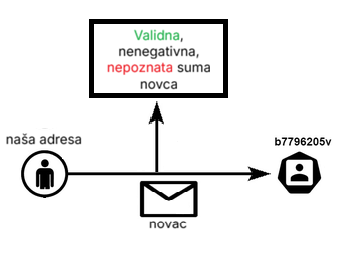 Validna,
nenegativna,
nepoznata suma
novca
naša adresa
b7796205v
novac